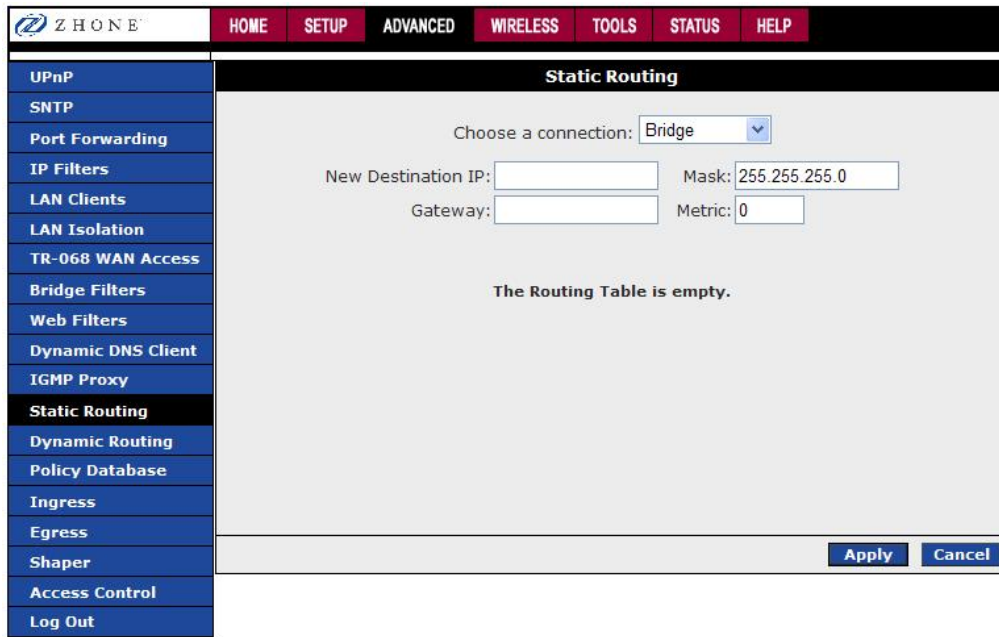 ZHONE
HOME SETUP ADVANCED WIRELESS TOOLS STATUS HELP
UPnP
SNTP
Port Forwarding
IP Filters
LAN Clients
LAN Isolation
TR-068 WAN Access
Bridge Filters
Web Filters
Dynamic DNS Client
IGMP Proxy
Static Routing
Dynamic Routing
Policy Database
Ingress
Egress
Shaper
Access Control
Log Out
Static Routing
Choose a connection: Bridge
New Destination IP: Mask: 255.255.255.0
Gateway: Metric: 0
The Routing Table is empty.
Apply Cancel